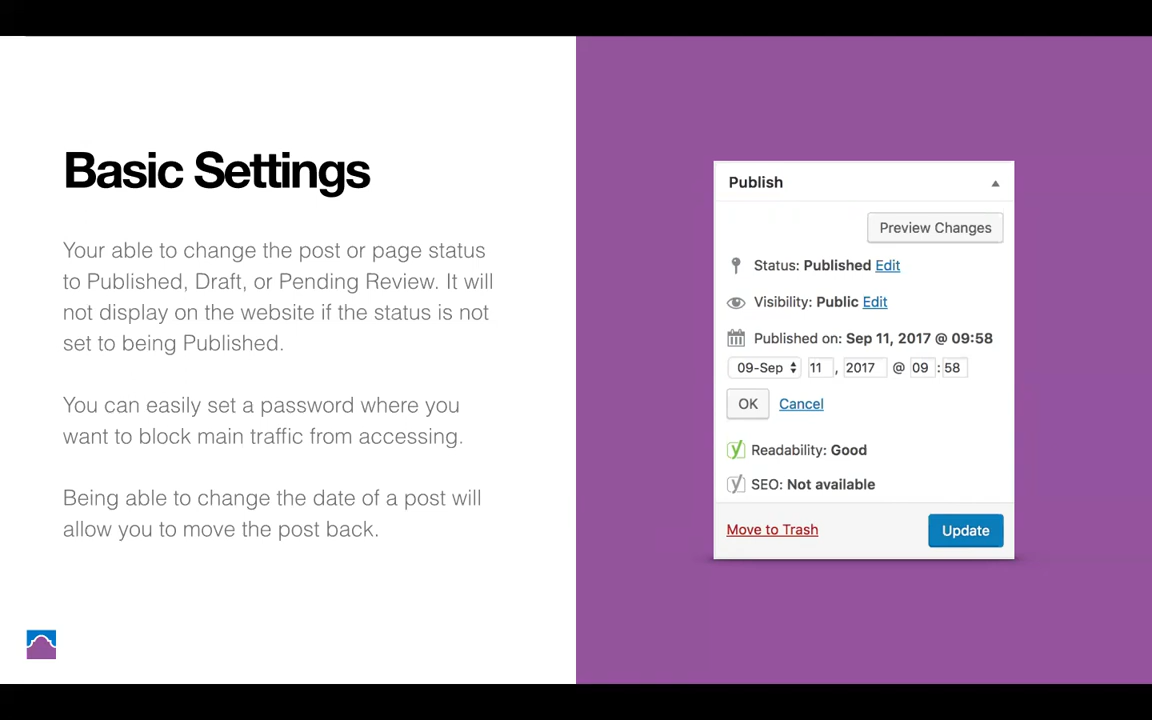 Basic Settings
Your able to change the post or page status
to Published, Draft, or Pending Review. It will
not display on the website if the status is not
set to being Published.
You can easily set a password where you
want to block main traffic from accessing.
Being able to change the date of a post will
allow you to move the post back.
Publish
Preview Changes
Status: Published Edit
Visibility: Public Edit
Published on: Sep 11, 2017 @ 09:58
09-Sep 11 , 2017 @ 09 : 58
OK Cancel
Readability: Good
SEO: Not available
Move to Trash Update